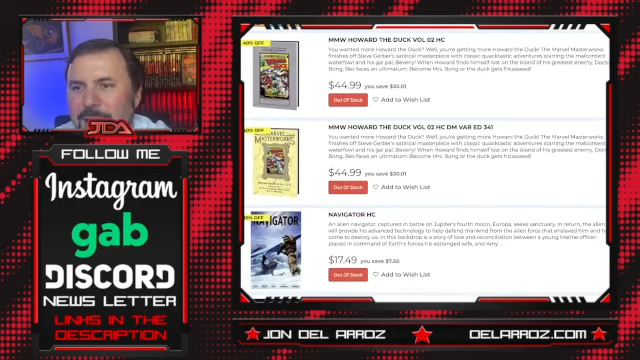 JDA
FOLLOW ME
Instagram
gab
DISCORD
NEWS LETTER
LINKS IN THE
DESCRIPTION
40% OFF
MMW HOWARD THE DUCK VOL 02 HC
You wanted more Howard the Duck? Well, you're getting more Howard the Duck! The Marvel Masterworks
finishes off Steve Gerber's satirical masterpiece with classic quacktastic adventures starring the malcontent
waterfowl and his gal pal, Beverly! When Howard finds himself lost on the island of his greatest enemy, Doct
Bong, Bev faces an ultimatum: Become Mrs. Bong or the duck gets fricasseed!
$44.99 you save $30.01
Out Of Stock Add to Wish List
MMW HOWARD THE DUCK VOL 02 HC DM VAR ED 341
You wanted more Howard the Duck? Well, you're getting more Howard the Duck! The Marvel Masterworks
finishes off Steve Gerber's satirical masterpiece with classic quacktastic adventures starring the malcontent
waterfowl and his gal pal, Beverly! When Howard finds himself lost on the island of his greatest enemy, Doct
Bong, Bev faces an ultimatum: Become Mrs. Bong or the duck gets fricasseed!
MARVEL
MASTERWORKS
$44.99 you save $30.01
Out Of Stock Add to Wish List
NAVIGATOR HC
An alien navigator, captured in battle on Jupiter's fourth moon, Europa, seeks sanctuary. In return, the alien
will provide his advanced technology to help defend mankind from the alien force that enslaved him and
come to destroy us. In this backdrop is a story of love and reconciliation between a young Marine officer-
placed in command of Earth's forces-his estranged wife, and Amy
NAVIGATOR
$17.49 you save $7.50
Out Of Stock Add to Wish List
JON DEL ARROZ DELARROZ.COM